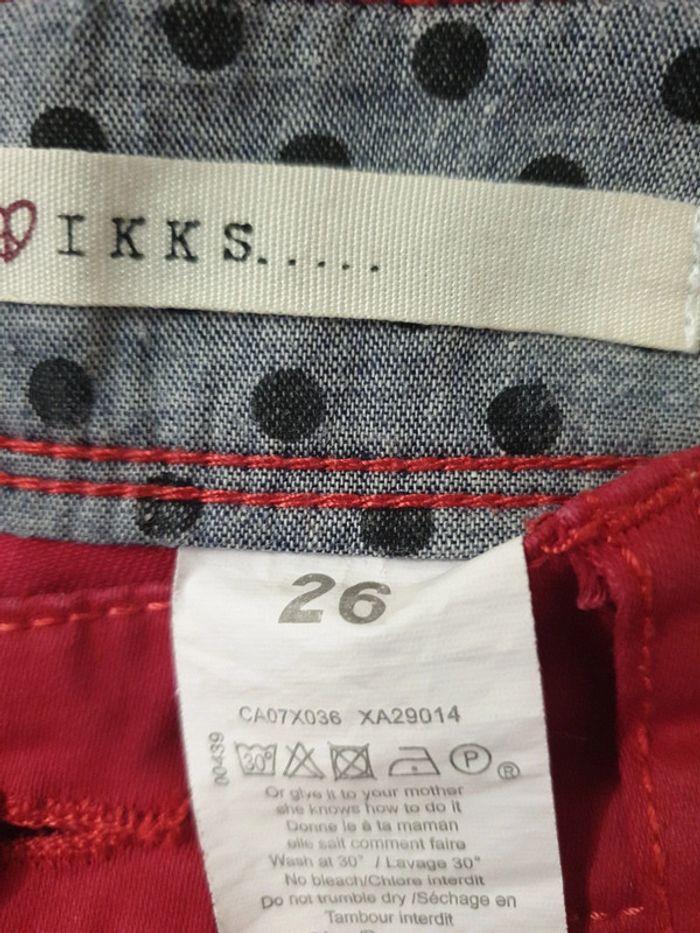 IKKS.....
26
CA07X036 XA29014
00439
30° P ®
Or give it to your mother
she knows how to do it
Donne le à ta maman
elle sait comment faire
Wash at 30° / Lavage 30°
No bleach/Chlore interdit
Do not trumble dry /Séchage en
Tambour interdit